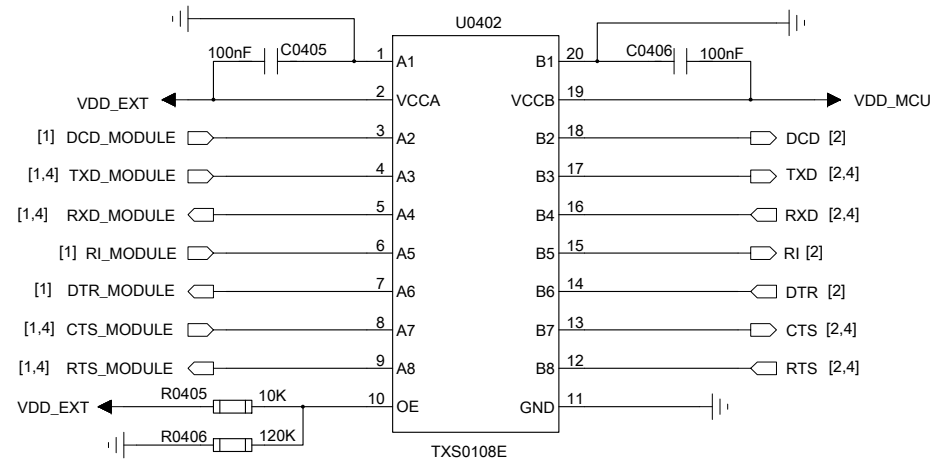 U0402
100nF C0405 1 A1 B1 20 C0406 100nF
VDD_EXT 2 VCCA VCCB 19 VDD_MCU
[1] DCD_MODULE 3 A2 B2 18 DCD [2]
[1,4] TXD_MODULE 4 A3 B3 17 TXD [2,4]
[1,4] RXD_MODULE 5 A4 B4 16 RXD [2,4]
[1] RI_MODULE 6 A5 B5 15 RI [2]
[1] DTR_MODULE 7 A6 B6 14 DTR [2]
[1,4] CTS_MODULE 8 A7 B7 13 CTS [2,4]
[1,4] RTS_MODULE 9 A8 B8 12 RTS [2,4]
VDD_EXT R0405 10K 10 OE GND 11
R0406 120K
TXS0108E